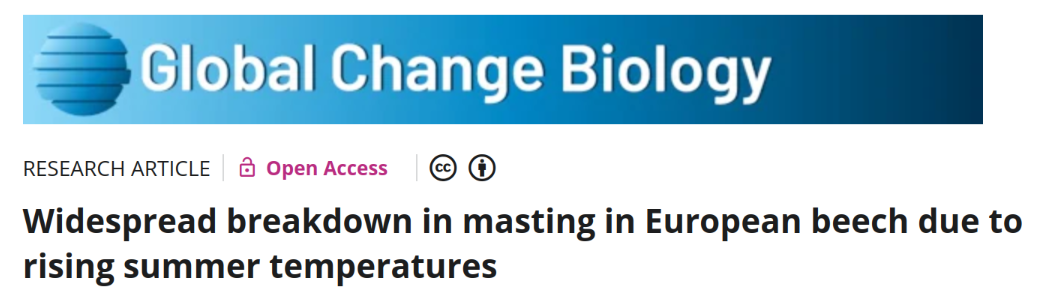 Global Change Biology
RESEARCH ARTICLE Open Access cc
Widespread breakdown in masting in European beech due to
rising summer temperatures